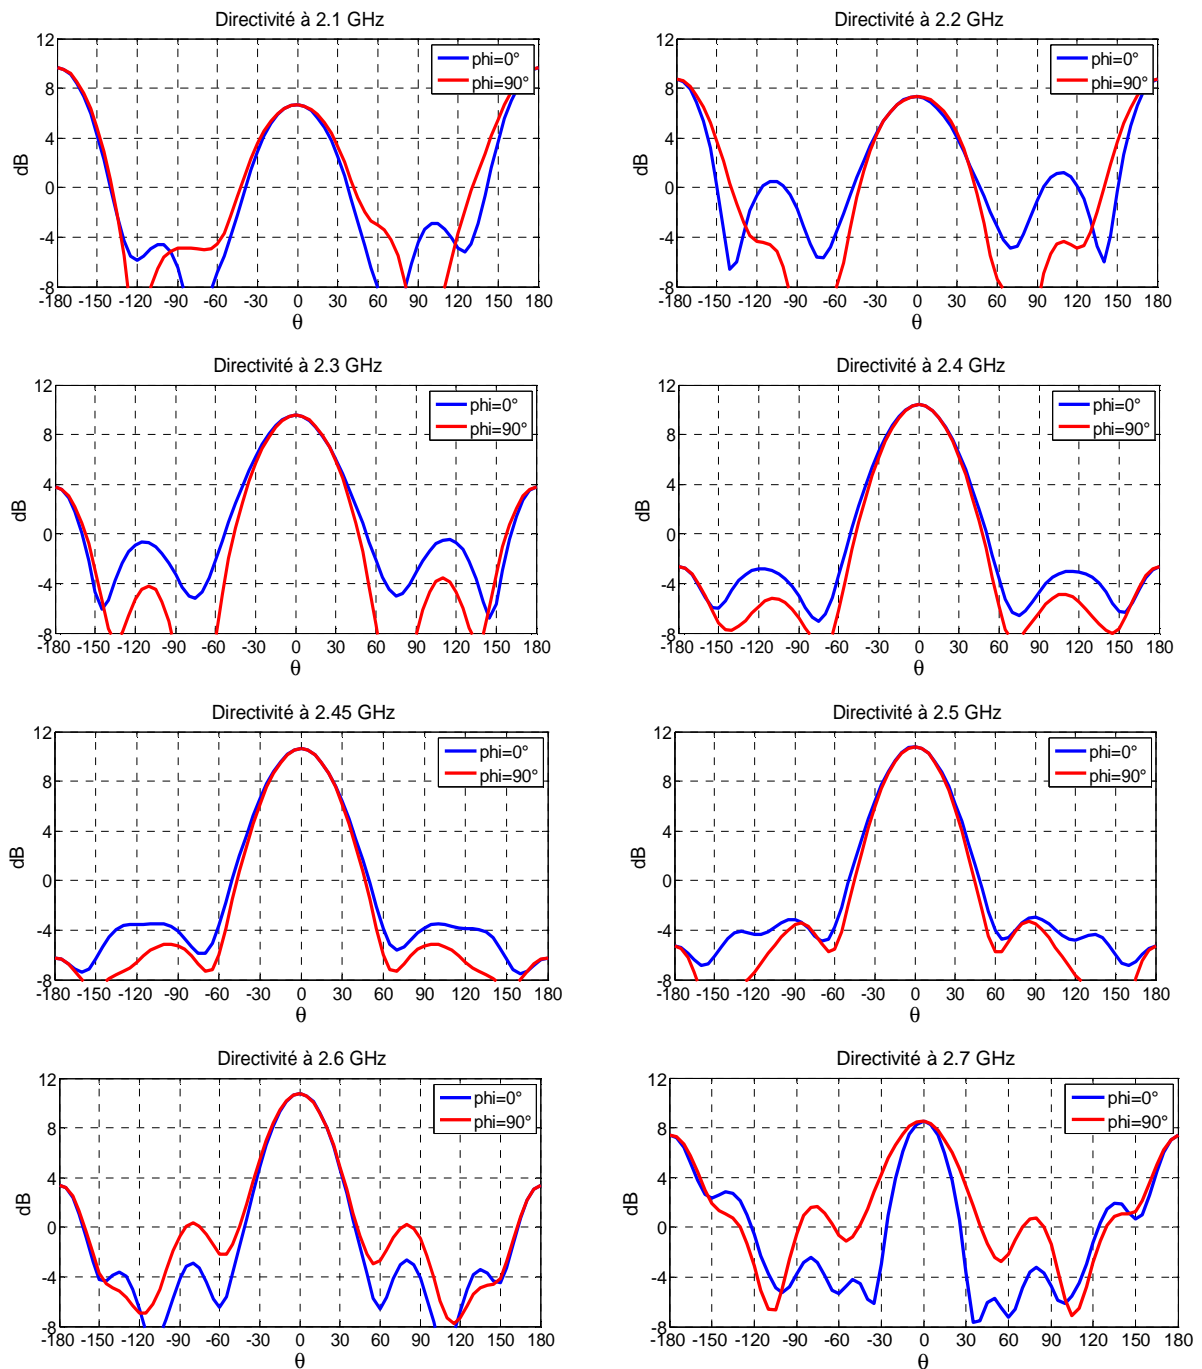 Directivité à 2.1 GHz
12
8
4
0
-4
-8
dB
phi=0°
phi=90°
-180 -150 -120 -90 -60 -30 0 30 60 90 120 150 180
θ
Directivité à 2.2 GHz
12
8
4
0
-4
-8
dB
phi=0°
phi=90°
-180 -150 -120 -90 -60 -30 0 30 60 90 120 150 180
θ
Directivité à 2.3 GHz
12
8
4
0
-4
-8
dB
phi=0°
phi=90°
-180 -150 -120 -90 -60 -30 0 30 60 90 120 150 180
θ
Directivité à 2.4 GHz
12
8
4
0
-4
-8
dB
phi=0°
phi=90°
-180 -150 -120 -90 -60 -30 0 30 60 90 120 150 180
θ
Directivité à 2.45 GHz
12
8
4
0
-4
-8
dB
phi=0°
phi=90°
-180 -150 -120 -90 -60 -30 0 30 60 90 120 150 180
θ
Directivité à 2.5 GHz
12
8
4
0
-4
-8
dB
phi=0°
phi=90°
-180 -150 -120 -90 -60 -30 0 30 60 90 120 150 180
θ
Directivité à 2.6 GHz
12
8
4
0
-4
-8
dB
phi=0°
phi=90°
-180 -150 -120 -90 -60 -30 0 30 60 90 120 150 180
θ
Directivité à 2.7 GHz
12
8
4
0
-4
-8
dB
phi=0°
phi=90°
-180 -150 -120 -90 -60 -30 0 30 60 90 120 150 180
θ